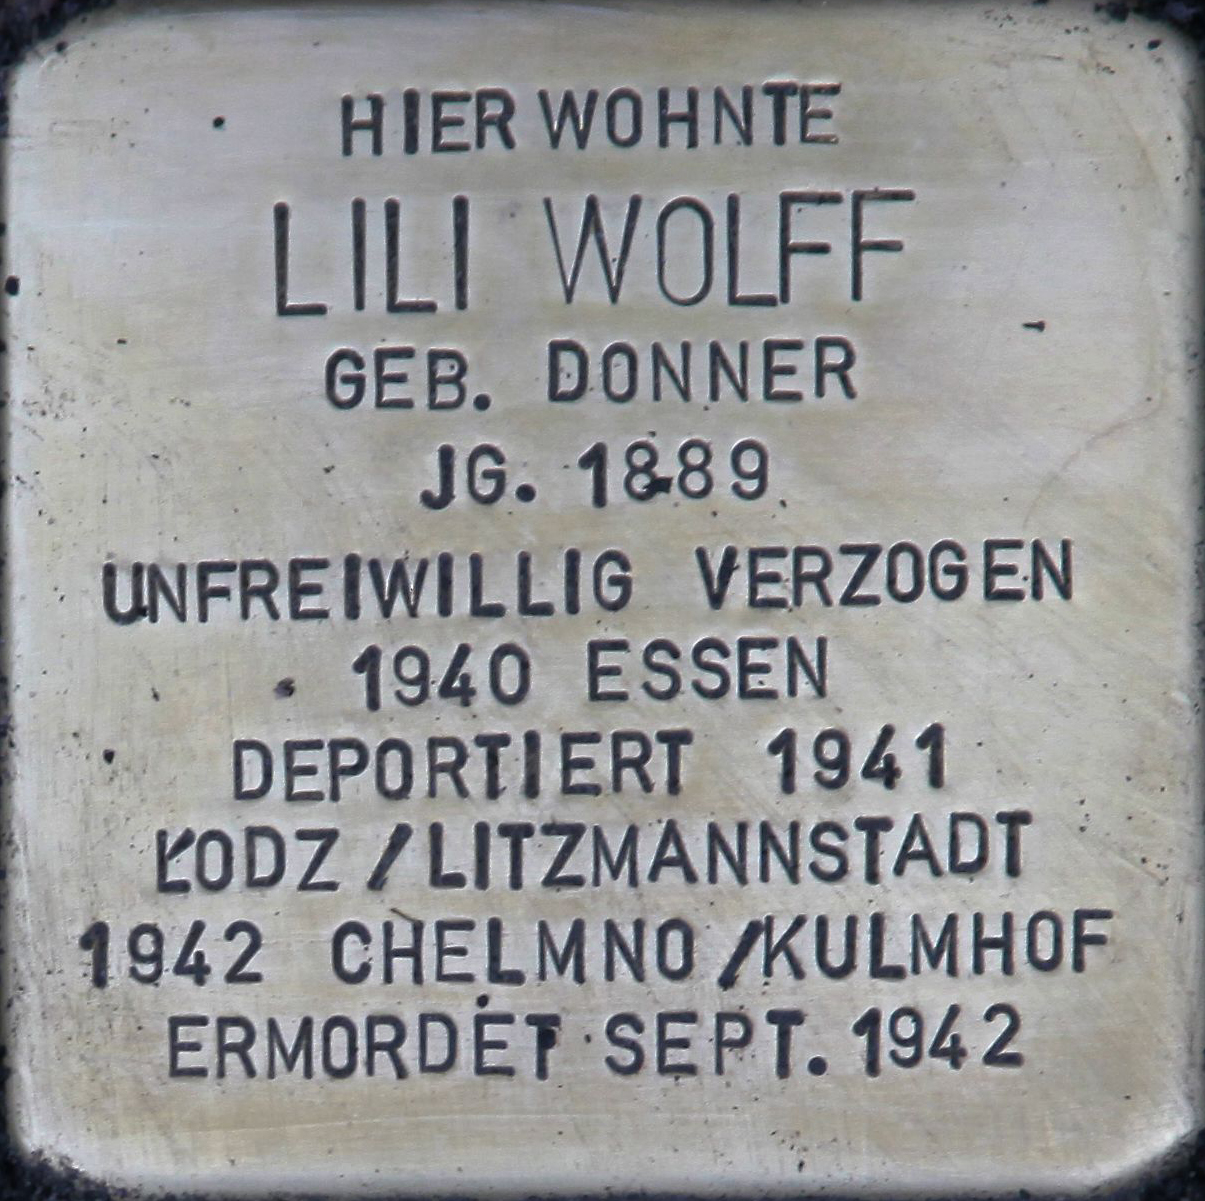 HIER WOHNTE
LILI WOLFF
GEB. DONNER
JG. 1889
UNFREIWILLIG VERZOGEN
1940 ESSEN
DEPORTIERT 1941
ŁODZ/LITZMANNSTADT
1942 CHELMNO/KULMHOF
ERMORDET SEPT. 1942